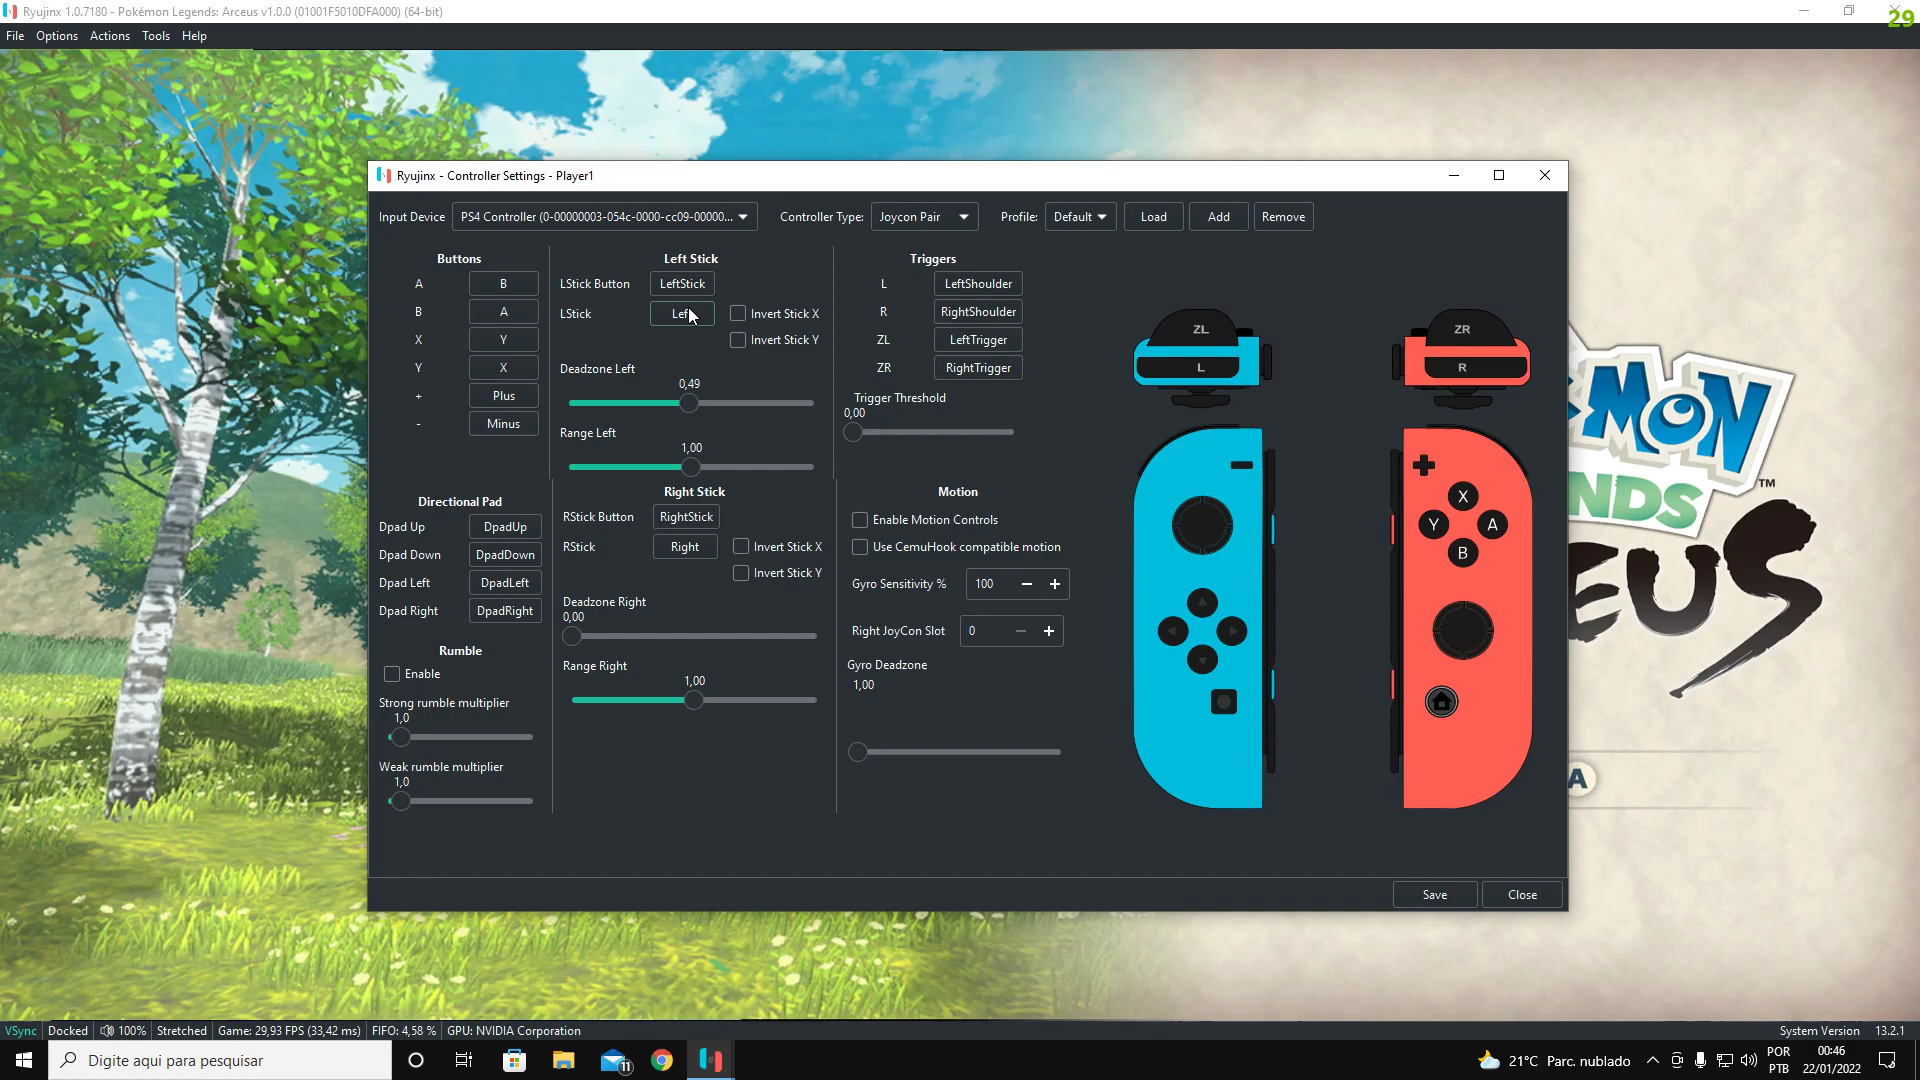 Ryujinx 1.0.7180 - Pokémon Legends: Arceus v1.0.0 (01001F5010DFA000) (64-bit)
29
File Options Actions Tools Help
Ryujinx - Controller Settings - Player1
Input Device PS4 Controller (0-00000003-054c-0000-cc09-00000... Controller Type: Joycon Pair Profile: Default Load Add Remove
Buttons
A B
B A
X Y
Y X
+ Plus
- Minus
Left Stick
LStick Button LeftStick
LStick Left Invert Stick X
Invert Stick Y
Deadzone Left
0,49
Range Left
1,00
Triggers
L LeftShoulder
R RightShoulder
ZL LeftTrigger
ZR RightTrigger
Trigger Threshold
0,00
Directional Pad
Dpad Up DpadUp
Dpad Down DpadDown
Dpad Left DpadLeft
Dpad Right DpadRight
Rumble
Enable
Strong rumble multiplier
1,0
Weak rumble multiplier
1,0
Right Stick
RStick Button RightStick
RStick Right Invert Stick X
Invert Stick Y
Deadzone Right
0,00
Range Right
1,00
Motion
Enable Motion Controls
Use CemuHook compatible motion
Gyro Sensitivity % 100 − +
Right JoyCon Slot 0 − +
Gyro Deadzone
1,00
ZL
L
ZR
R
X
Y A
B
Save Close
MON
NDS
TM
EUS
A
VSync Docked 100% Stretched Game: 29,93 FPS (33,42 ms) FIFO: 4,58 % GPU: NVIDIA Corporation System Version 13.2.1
Digite aqui para pesquisar
11
21°C Parc. nublado
POR
PTB
00:46
22/01/2022